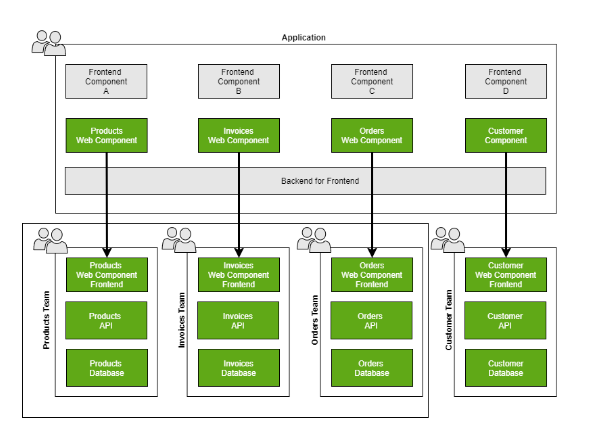 Application
Frontend
Component
A
Frontend
Component
B
Frontend
Component
C
Frontend
Component
D
Products
Web Component
Invoices
Web Component
Orders
Web Component
Customer
Component
Backend for Frontend
Products Team
Products
Web Component
Frontend
Products
API
Products
Database
Invoices Team
Invoices
Web Component
Frontend
Invoices
API
Invoices
Database
Orders Team
Orders
Web Component
Frontend
Orders
API
Orders
Database
Customer Team
Customer
Web Component
Frontend
Customer
API
Customer
Database